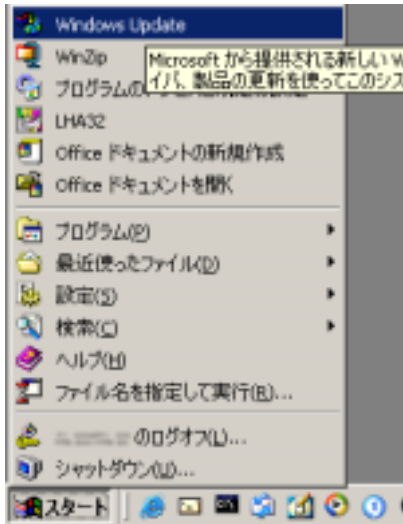 Windows Update
WinZip
Microsoft から提供される新しい W
イバ、製品の更新を使ってこのシス
プログラムの
LHA32
Office ドキュメントの新規作成
Office ドキュメントを開く
プログラム(P)
最近使ったファイル(D)
設定(S)
検索(C)
ヘルプ(H)
ファイル名を指定して実行(R)...
のログオフ(L)...
シャットダウン(U)...
スタート